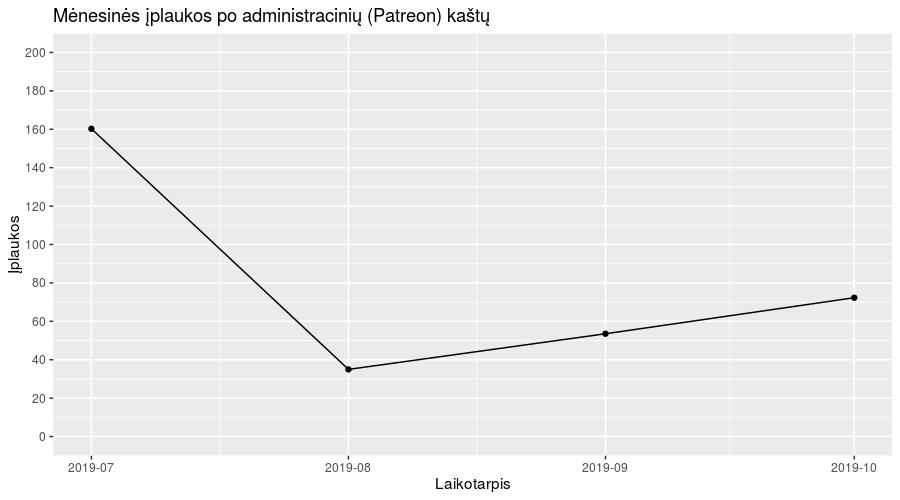 Mėnesinės įplaukos po administracinių (Patreon) kaštų
200
180
160
140
120
100
80
60
40
20
0
Įplaukos
2019-07 2019-08 2019-09 2019-10
Laikotarpis